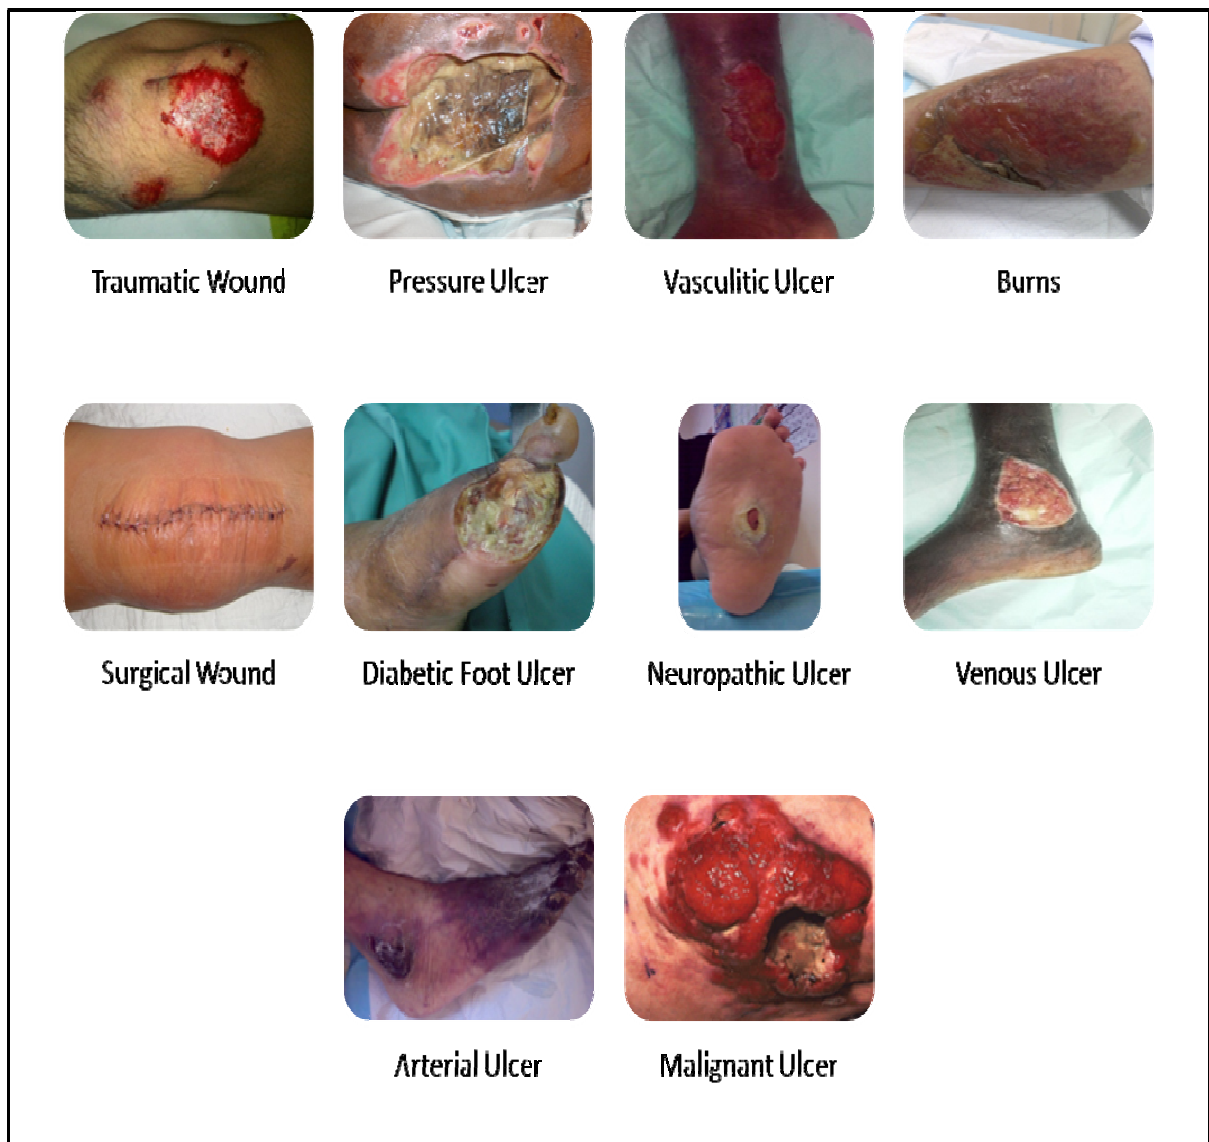 Traumatic Wound
Pressure Ulcer
Vasculitic Ulcer
Burns
Surgical Wound
Diabetic Foot Ulcer
Neuropathic Ulcer
Venous Ulcer
Arterial Ulcer
Malignant Ulcer